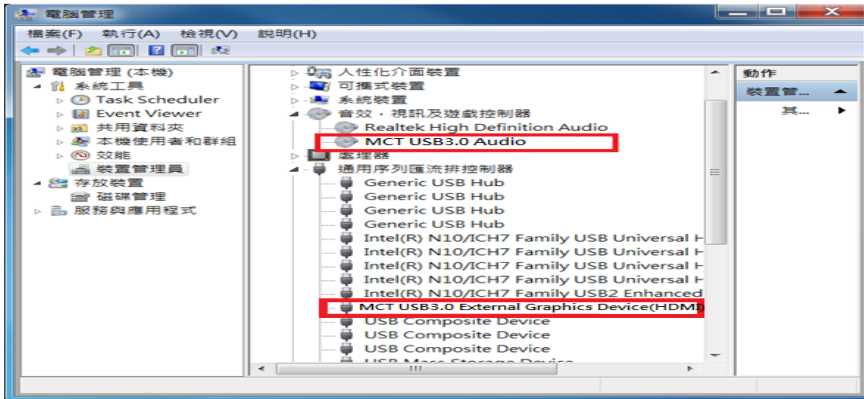 電腦管理
檔案(F) 執行(A) 檢視(V) 說明(H)
電腦管理 (本機)
系統工具
Task Scheduler
Event Viewer
共用資料夾
本機使用者和群組
效能
裝置管理員
存放裝置
磁碟管理
服務與應用程式
人性化介面裝置
可攜式裝置
系統裝置
音效，視訊及遊戲控制器
Realtek High Definition Audio
MCT USB3.0 Audio
處理器
通用序列匯流排控制器
Generic USB Hub
Generic USB Hub
Generic USB Hub
Generic USB Hub
Intel(R) N10/ICH7 Family USB Universal H
Intel(R) N10/ICH7 Family USB Universal H
Intel(R) N10/ICH7 Family USB Universal H
Intel(R) N10/ICH7 Family USB Universal H
Intel(R) N10/ICH7 Family USB2 Enhanced
MCT USB3.0 External Graphics Device(HDMI)
USB Composite Device
USB Composite Device
USB Composite Device
USB Mass Storage Device
動作
裝置管...
其...